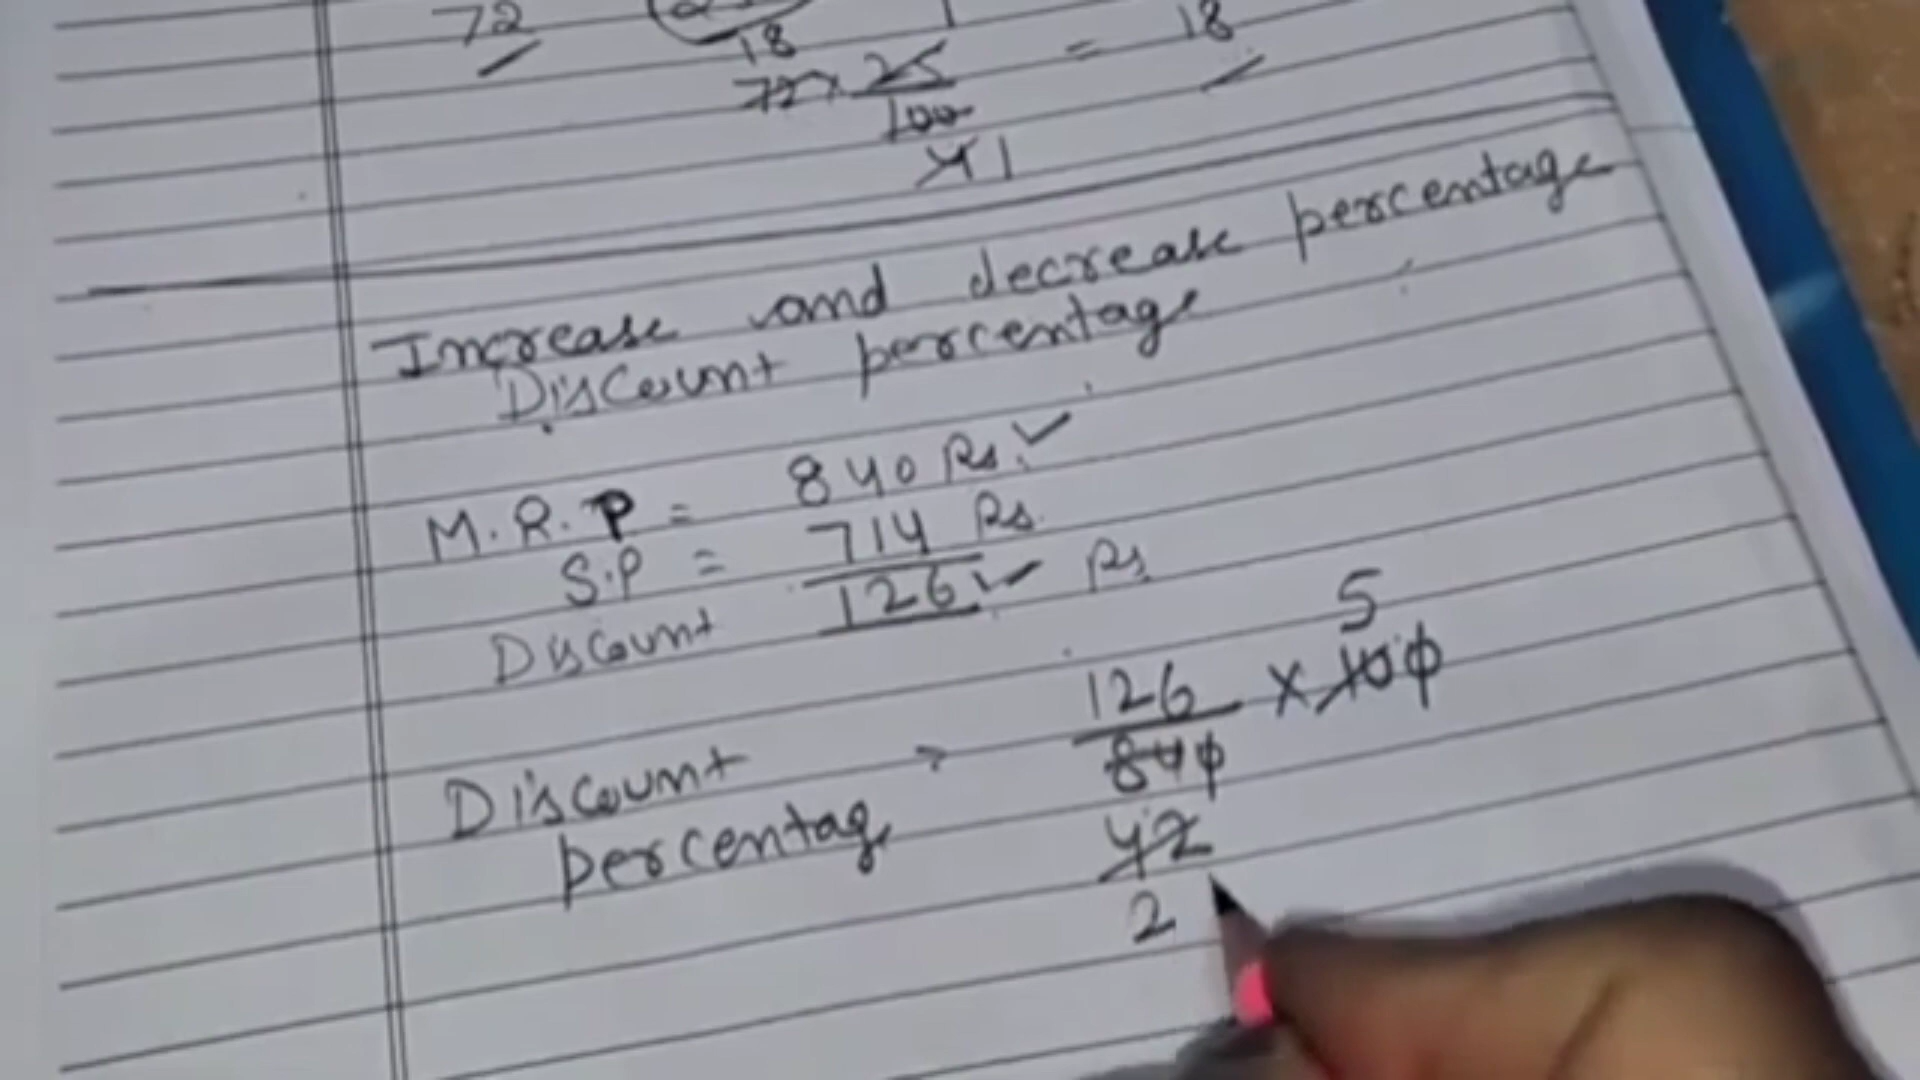 72 18 = 18
72 × 25
100
4 1
Increase and decrease percentage
Discount percentage
M.R.P = 840 Rs.
S.P = 714 Rs.
Discount 126 Rs.
5
126 × 100
Discount = 840
percentage 42
2